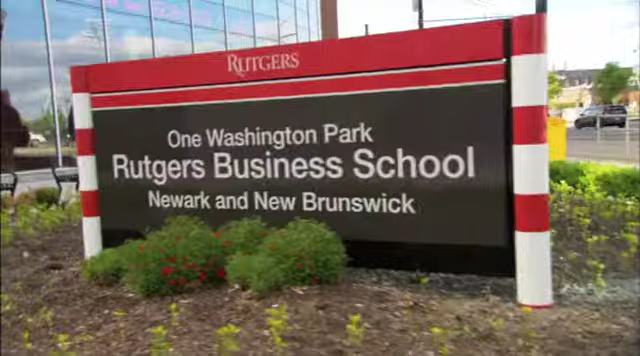 RUTGERS
One Washington Park
Rutgers Business School
Newark and New Brunswick